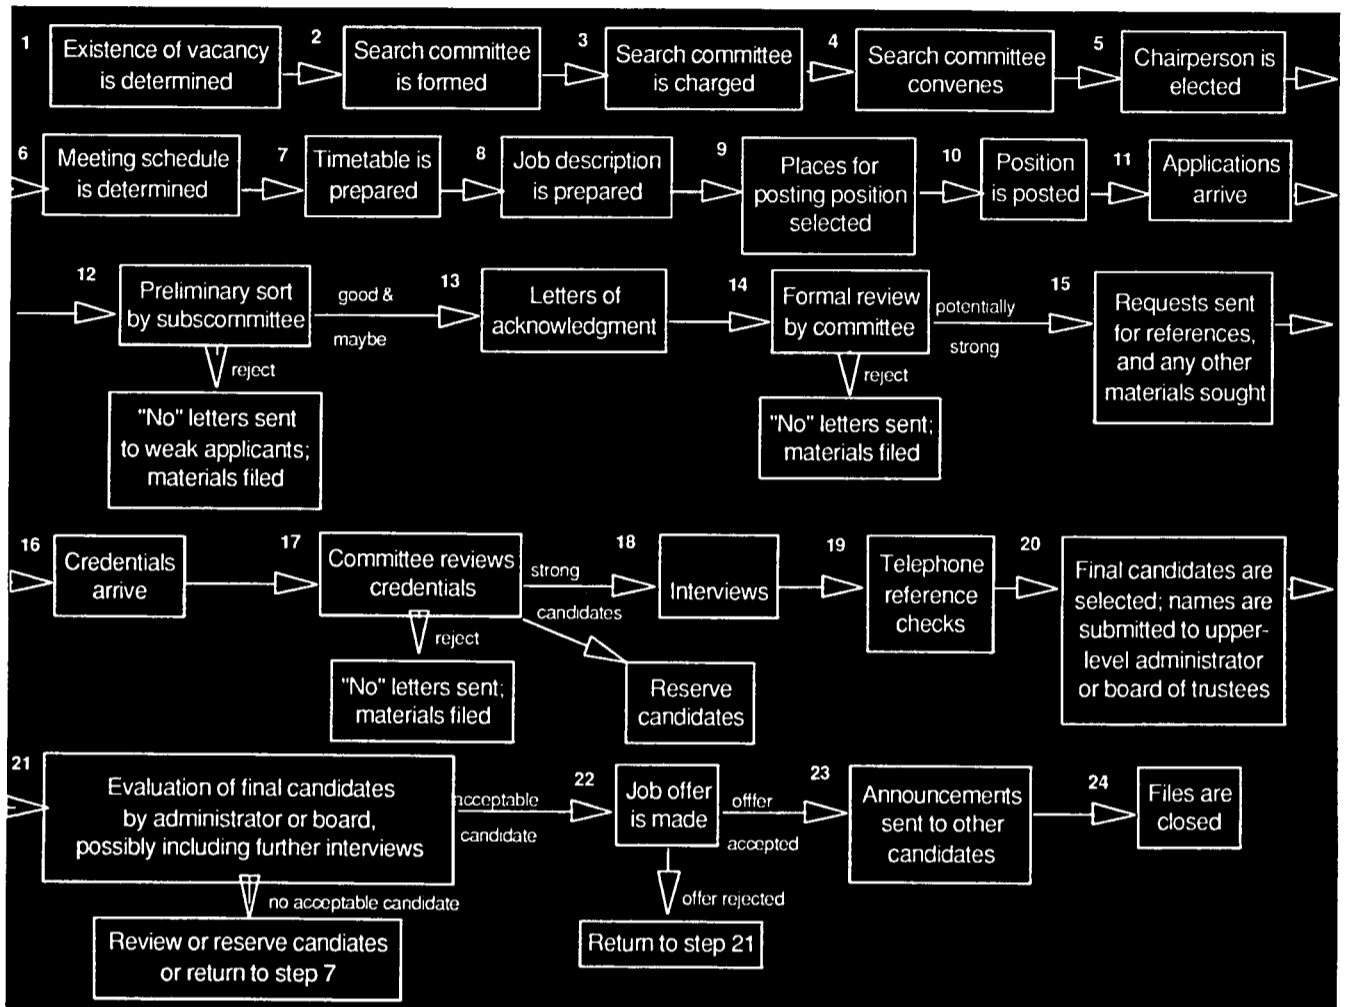 1
Existence of vacancy
is determined
2
Search committee
is formed
3
Search committee
is charged
4
Search committee
convenes
5
Chairperson is
elected
6
Meeting schedule
is determined
7
Timetable is
prepared
8
Job description
is prepared
9
Places for
posting position
selected
10
Position
is posted
11
Applications
arrive
12
Preliminary sort
by subscommittee
good &
maybe
reject
"No" letters sent
to weak applicants;
materials filed
13
Letters of
acknowledgment
14
Formal review
by committee
potentially
strong
reject
"No" letters sent;
materials filed
15
Requests sent
for references,
and any other
materials sought
16
Credentials
arrive
17
Committee reviews
credentials
strong
candidates
reject
"No" letters sent;
materials filed
Reserve
candidates
18
Interviews
19
Telephone
reference
checks
20
Final candidates are
selected; names are
submitted to upper-
level administrator
or board of trustees
21
Evaluation of final candidates
by administrator or board,
possibly including further interviews
acceptable
candidate
no acceptable candidate
Review or reserve candiates
or return to step 7
22
Job offer
is made
offfer
accepted
offer rejected
Return to step 21
23
Announcements
sent to other
candidates
24
Files are
closed